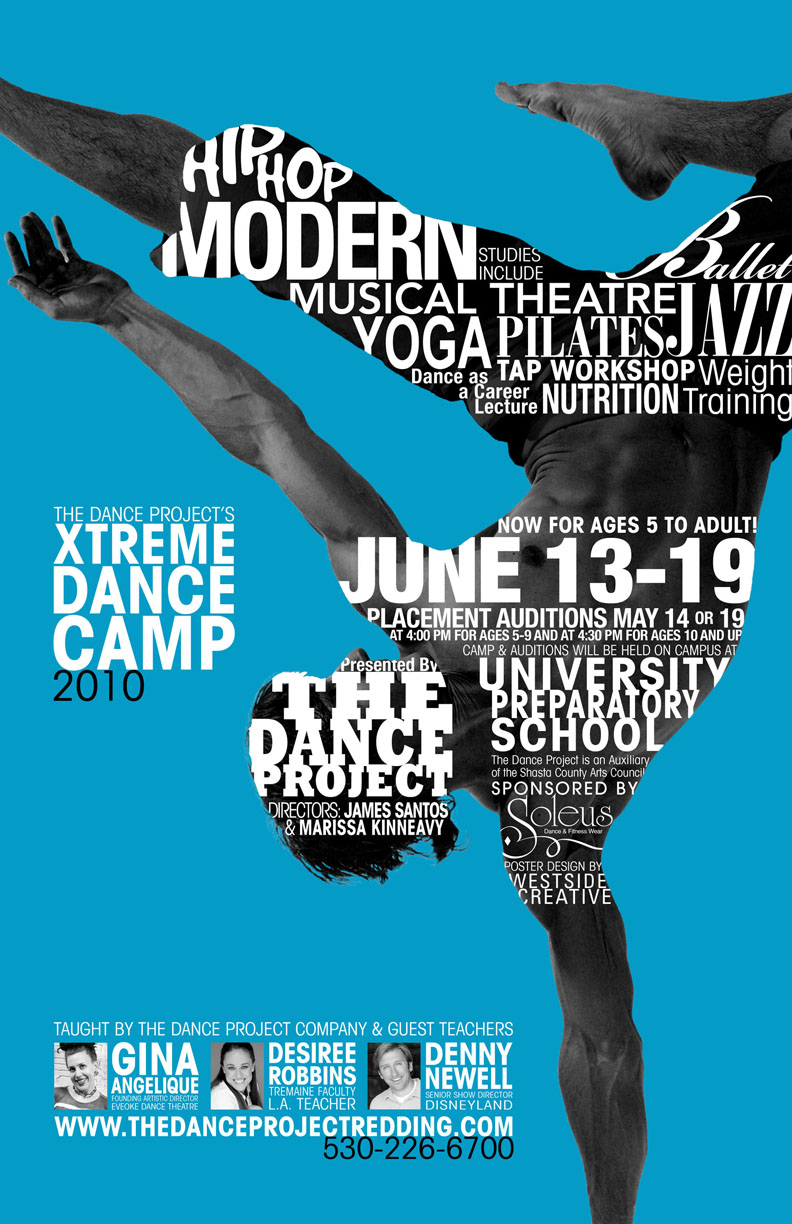 HIP HOP
MODERN
STUDIES
INCLUDE
Ballet
MUSICAL THEATRE
JAZZ
YOGA
PILATES
Dance as
a Career
Lecture
TAP WORKSHOP
NUTRITION
Weight
Training
THE DANCE PROJECT'S
XTREME
DANCE
CAMP
2010
NOW FOR AGES 5 TO ADULT!
JUNE 13-19
PLACEMENT AUDITIONS MAY 14 OR 19
AT 4:00 PM FOR AGES 5-9 AND AT 4:30 PM FOR AGES 10 AND UP
CAMP & AUDITIONS WILL BE HELD ON CAMPUS AT
UNIVERSITY
PREPARATORY
SCHOOL
The Dance Project is an Auxiliary
of the Shasta County Arts Council
SPONSORED BY
Soleus
Dance & Fitness Wear
POSTER DESIGN BY
WESTSIDE
CREATIVE
Presented By
THE
DANCE
PROJECT
DIRECTORS: JAMES SANTOS
& MARISSA KINNEAVY
TAUGHT BY THE DANCE PROJECT COMPANY & GUEST TEACHERS
GINA
ANGELIQUE
FOUNDING ARTISTIC DIRECTOR
EVEOKE DANCE THEATRE
DESIREE
ROBBINS
TREMAINE FACULTY
L.A. TEACHER
DENNY
NEWELL
SENIOR SHOW DIRECTOR
DISNEYLAND
WWW.THEDANCEPROJECTREDDING.COM
530-226-6700